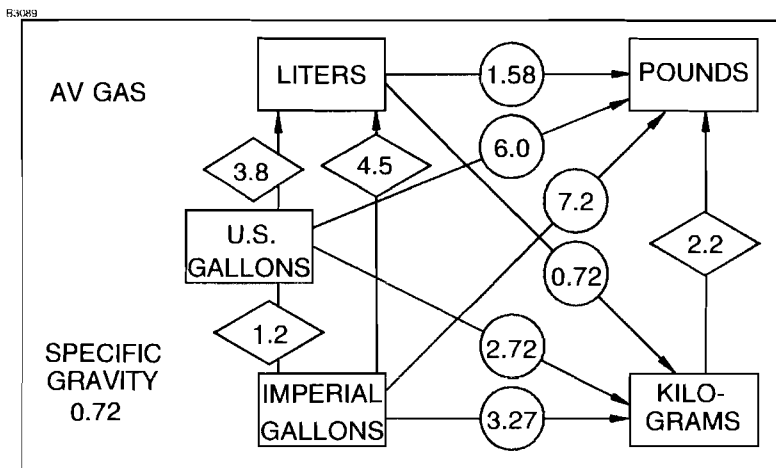 B3089
LITERS
1.58
POUNDS
AV GAS
6.0
3.8
4.5
7.2
U.S.
GALLONS
2.2
0.72
1.2
2.72
SPECIFIC
GRAVITY
0.72
IMPERIAL
GALLONS
3.27
KILO-
GRAMS